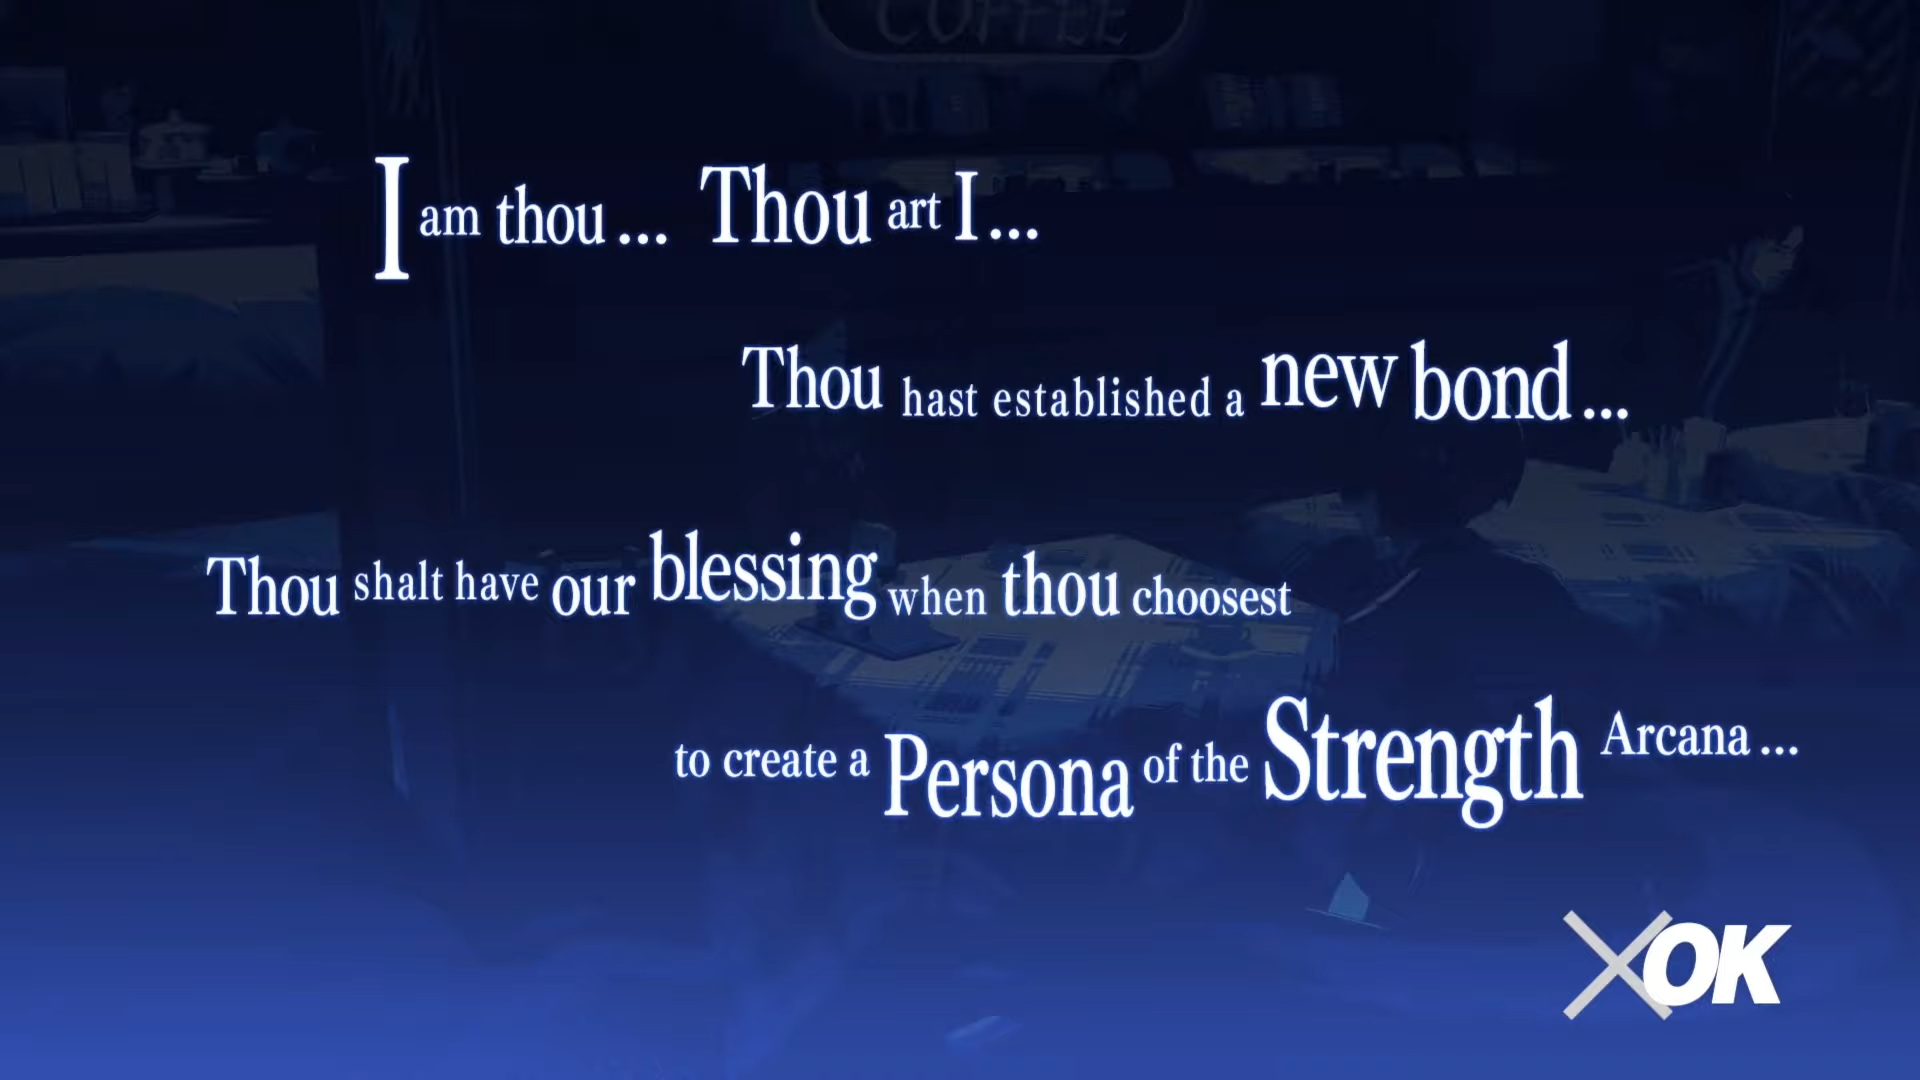 COFFEE
I am thou... Thou art I...
Thou hast established a new bond...
Thou shalt have our blessing when thou choosest
to create a Persona of the Strength Arcana...
OK